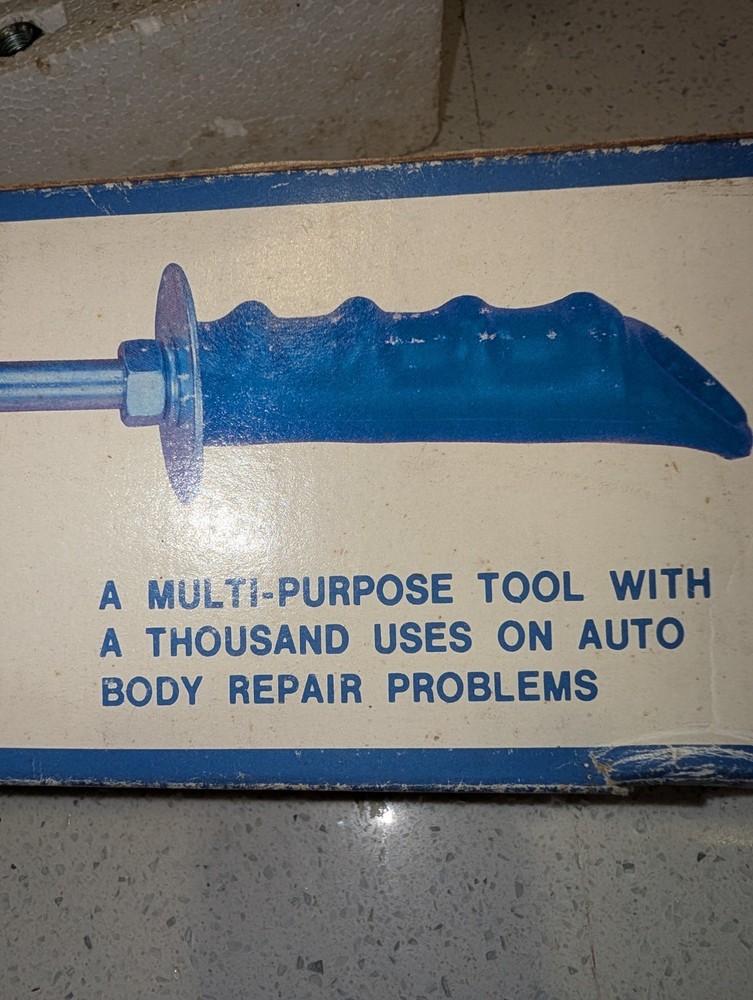 A MULTI-PURPOSE TOOL WITH
A THOUSAND USES ON AUTO
BODY REPAIR PROBLEMS